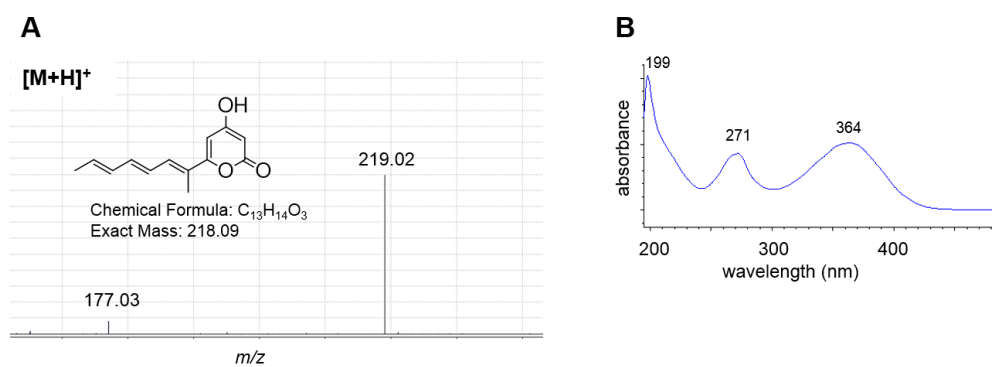 A
[M+H]⁺
OH
O
O
Chemical Formula: C₁₃H₁₄O₃
Exact Mass: 218.09
219.02
177.03
m/z
B
199
271
364
absorbance
200 300 400
wavelength (nm)